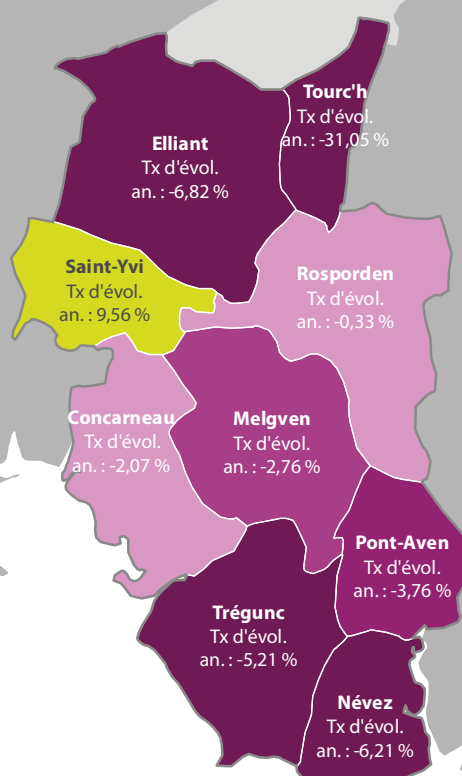 Tourc'h
Tx d'évol.
an. : -31,05 %
Elliant
Tx d'évol.
an. : -6,82 %
Saint-Yvi
Tx d'évol.
an. : 9,56 %
Rosporden
Tx d'évol.
an. : -0,33 %
Concarneau
Tx d'évol.
an. : -2,07 %
Melgven
Tx d'évol.
an. : -2,76 %
Pont-Aven
Tx d'évol.
an. : -3,76 %
Trégunc
Tx d'évol.
an. : -5,21 %
Névez
Tx d'évol.
an. : -6,21 %